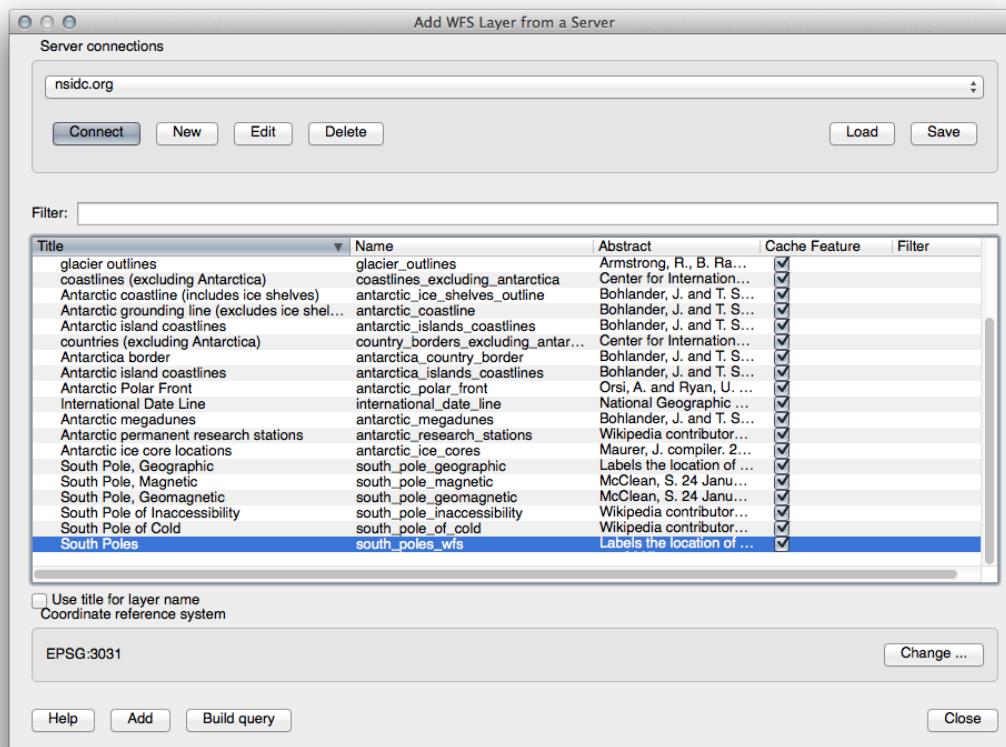 Add WFS Layer from a Server
Server connections
nsidc.org
Connect New Edit Delete Load Save
Filter:
Title Name Abstract Cache Feature Filter
glacier outlines glacier_outlines Armstrong, R., B. Ra...
coastlines (excluding Antarctica) coastlines_excluding_antarctica Center for Internation...
Antarctic coastline (includes ice shelves) antarctic_ice_shelves_outline Bohlander, J. and T. S...
Antarctic grounding line (excludes ice shel... antarctic_coastline Bohlander, J. and T. S...
Antarctic island coastlines antarctic_islands_coastlines Bohlander, J. and T. S...
countries (excluding Antarctica) country_borders_excluding_antar... Center for Internation...
Antarctica border antarctica_country_border Bohlander, J. and T. S...
Antarctic island coastlines antarctica_islands_coastlines Bohlander, J. and T. S...
Antarctic Polar Front antarctic_polar_front Orsi, A. and Ryan, U. ...
International Date Line international_date_line National Geographic ...
Antarctic megadunes antarctic_megadunes Bohlander, J. and T. S...
Antarctic permanent research stations antarctic_research_stations Wikipedia contributor...
Antarctic ice core locations antarctic_ice_cores Maurer, J. compiler. 2...
South Pole, Geographic south_pole_geographic Labels the location of ...
South Pole, Magnetic south_pole_magnetic McClean, S. 24 Janu...
South Pole, Geomagnetic south_pole_geomagnetic McClean, S. 24 Janu...
South Pole of Inaccessibility south_pole_inaccessibility Wikipedia contributor...
South Pole of Cold south_pole_of_cold Wikipedia contributor...
South Poles south_poles_wfs Labels the location of ...
Use title for layer name
Coordinate reference system
EPSG:3031
Change ...
Help Add Build query Close